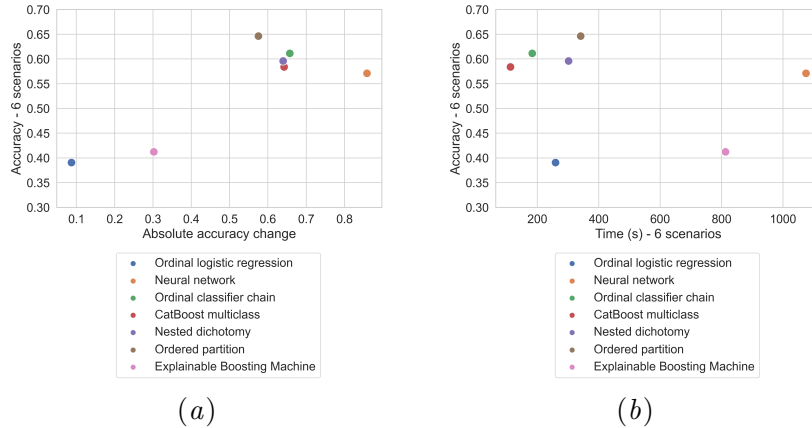 0.70
0.65
0.60
0.55
0.50
0.45
0.40
0.35
0.30
Accuracy - 6 scenarios
0.1 0.2 0.3 0.4 0.5 0.6 0.7 0.8
Absolute accuracy change
Ordinal logistic regression
Neural network
Ordinal classifier chain
CatBoost multiclass
Nested dichotomy
Ordered partition
Explainable Boosting Machine
(a)
0.70
0.65
0.60
0.55
0.50
0.45
0.40
0.35
0.30
Accuracy - 6 scenarios
200 400 600 800 1000
Time (s) - 6 scenarios
Ordinal logistic regression
Neural network
Ordinal classifier chain
CatBoost multiclass
Nested dichotomy
Ordered partition
Explainable Boosting Machine
(b)